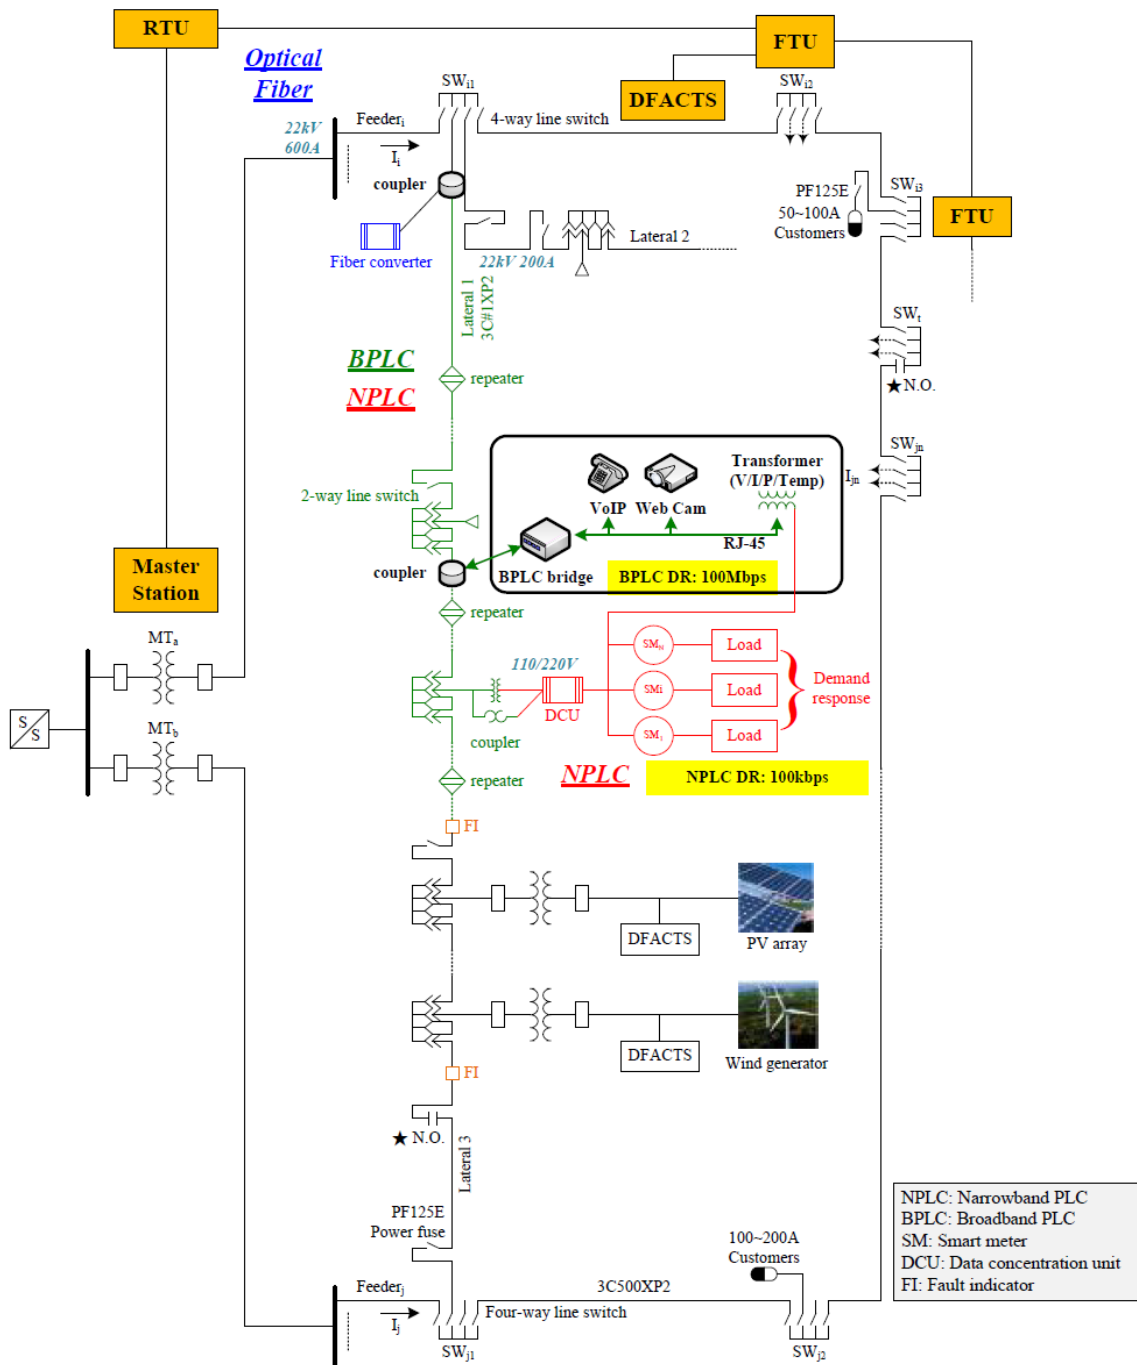 RTU
FTU
Optical
Fiber
SWi1
SWi2
DFACTS
22kV
600A
Feederi
4-way line switch
Ii
coupler
PF125E
SWi3
50~100A
Customers
FTU
Fiber converter
22kV 200A
Lateral 2
Lateral 1
3C#1XP2
SWt
BPLC
repeater
NPLC
★ N.O.
SWjn
Ijn
Transformer
(V/I/P/Temp)
2-way line switch
VoIP
Web Cam
RJ-45
Master
Station
coupler
BPLC bridge
BPLC DR: 100Mbps
repeater
MTa
SMN
Load
110/220V
SMi
Load
Demand
response
DCU
S/S
MTb
SM1
Load
coupler
NPLC
NPLC DR: 100kbps
repeater
FI
DFACTS
PV array
DFACTS
Wind generator
FI
★ N.O.
Lateral 3
PF125E
Power fuse
100~200A
Customers
NPLC: Narrowband PLC
BPLC: Broadband PLC
SM: Smart meter
DCU: Data concentration unit
FI: Fault indicator
Feederj
3C500XP2
Ij
Four-way line switch
SWj1
SWj2